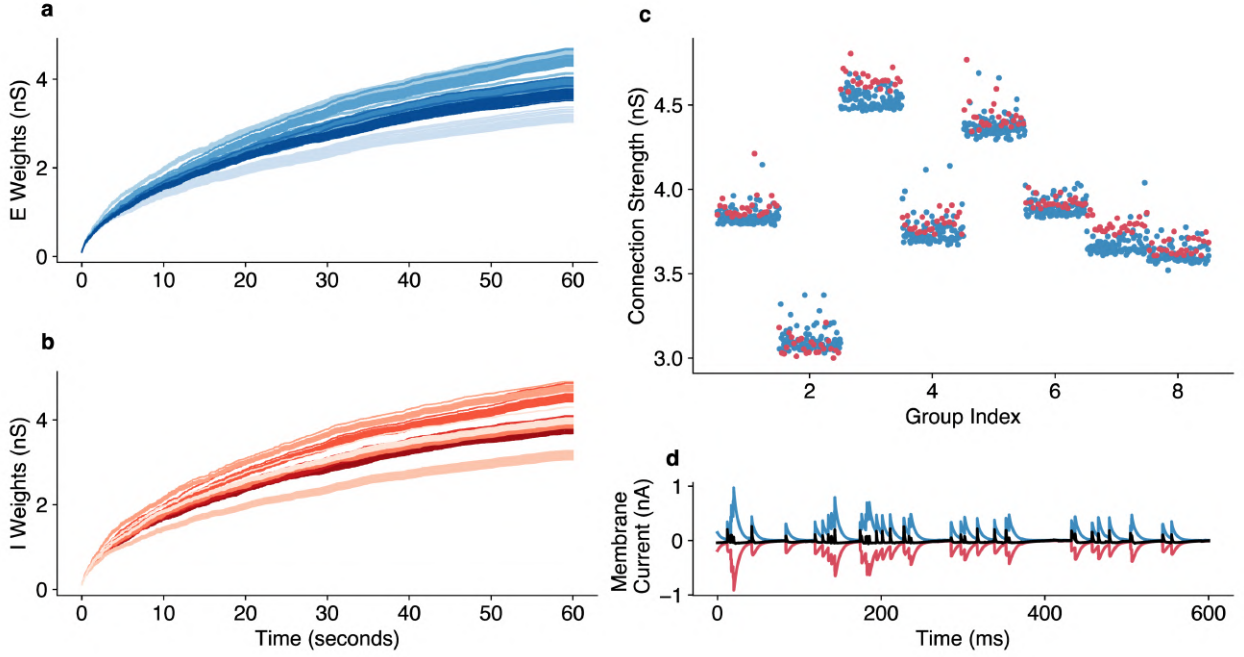 a
E Weights (nS)
4
2
0
0 10 20 30 40 50 60
b
I Weights (nS)
4
2
0
0 10 20 30 40 50 60
Time (seconds)
c
Connection Strength (nS)
4.5
4.0
3.5
3.0
2 4 6 8
Group Index
d
Membrane
Current (nA)
1
0
−1
0 200 400 600
Time (ms)